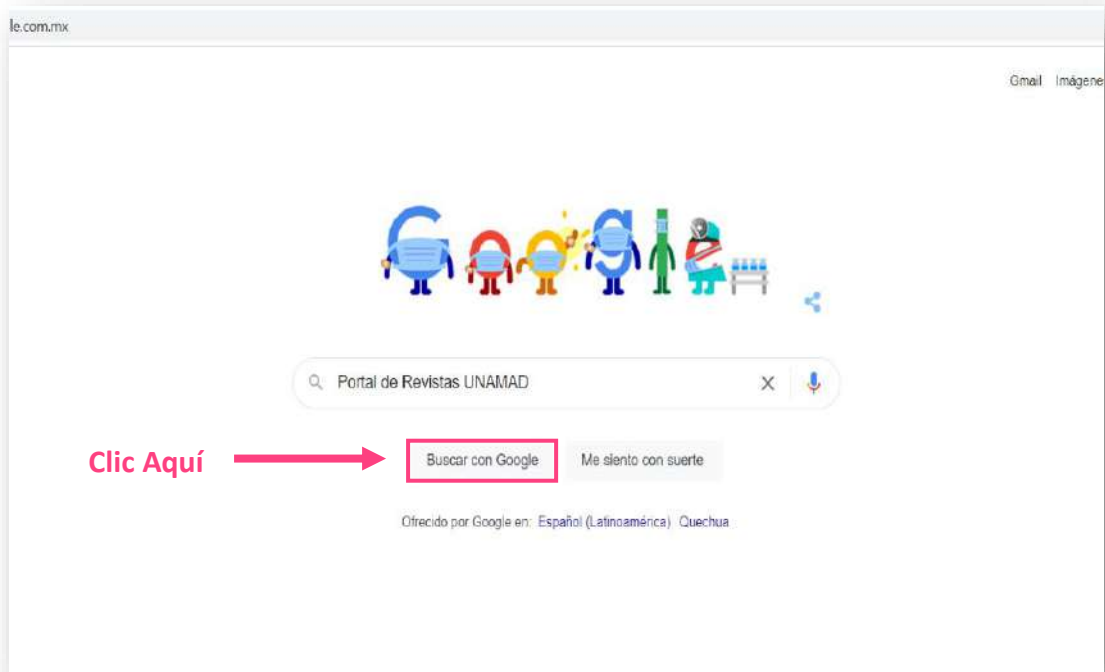 le.com.mx
Gmail Imágene
Google
Portal de Revistas UNAMAD
Clic Aquí
Buscar con Google Me siento con suerte
Ofrecido por Google en: Español (Latinoamérica) Quechua